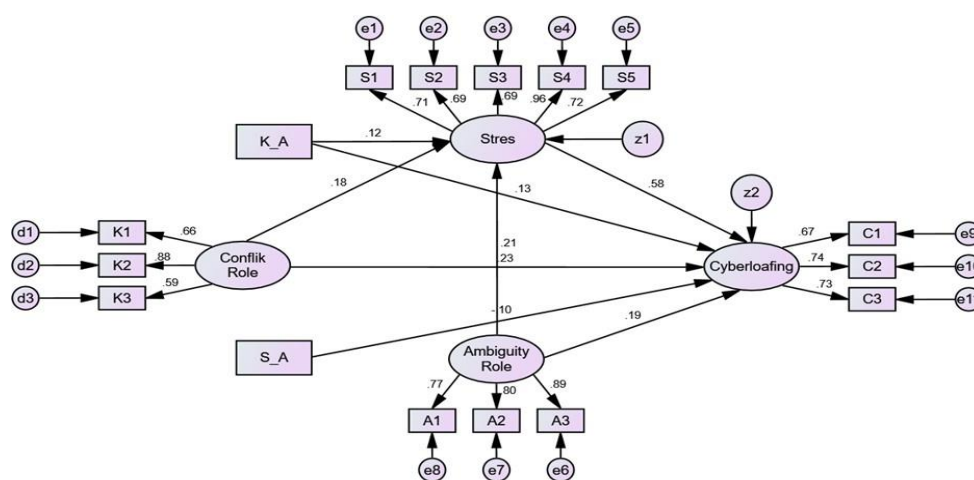 e1 e2 e3 e4 e5
S1 S2 S3 S4 S5
.71 .69 .69 .96 .72
K_A .12 Stres z1
.18 .13 .58 z2
d1 K1 .66 .67 C1 e9
.21
d2 K2 .88 Conflik .23 Cyberloafing .74 C2
Role
d3 K3 .59 .73 C3
-.10
S_A Ambiguity .19
Role
.77 .80 .89
A1 A2 A3
e8 e7 e6